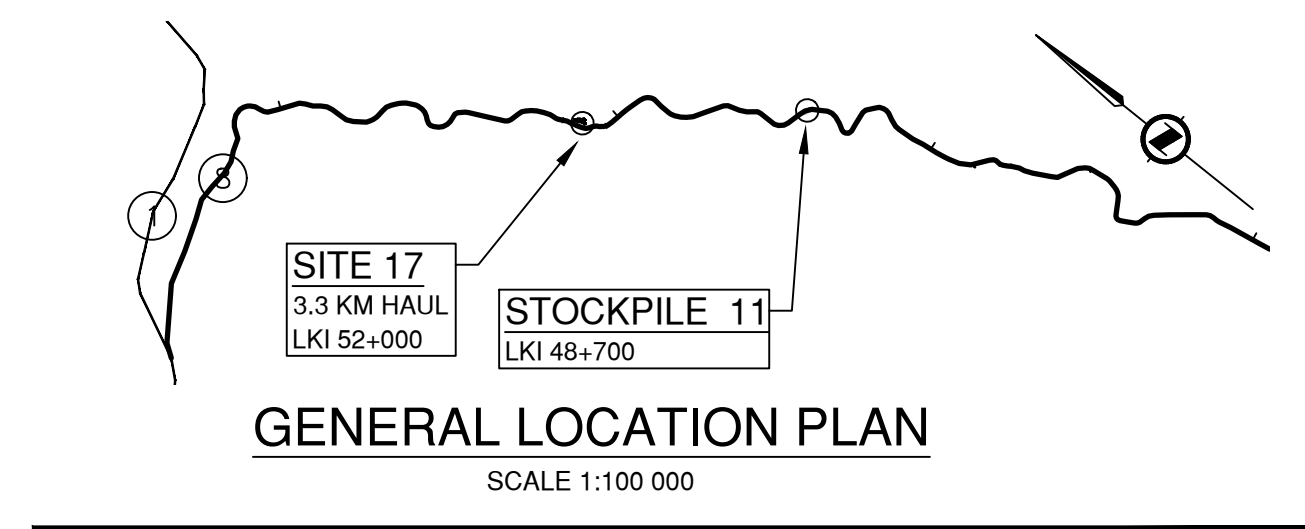 8
1
SITE 17
3.3 KM HAUL
LKI 52+000
STOCKPILE 11
LKI 48+700
GENERAL LOCATION PLAN
SCALE 1:100 000